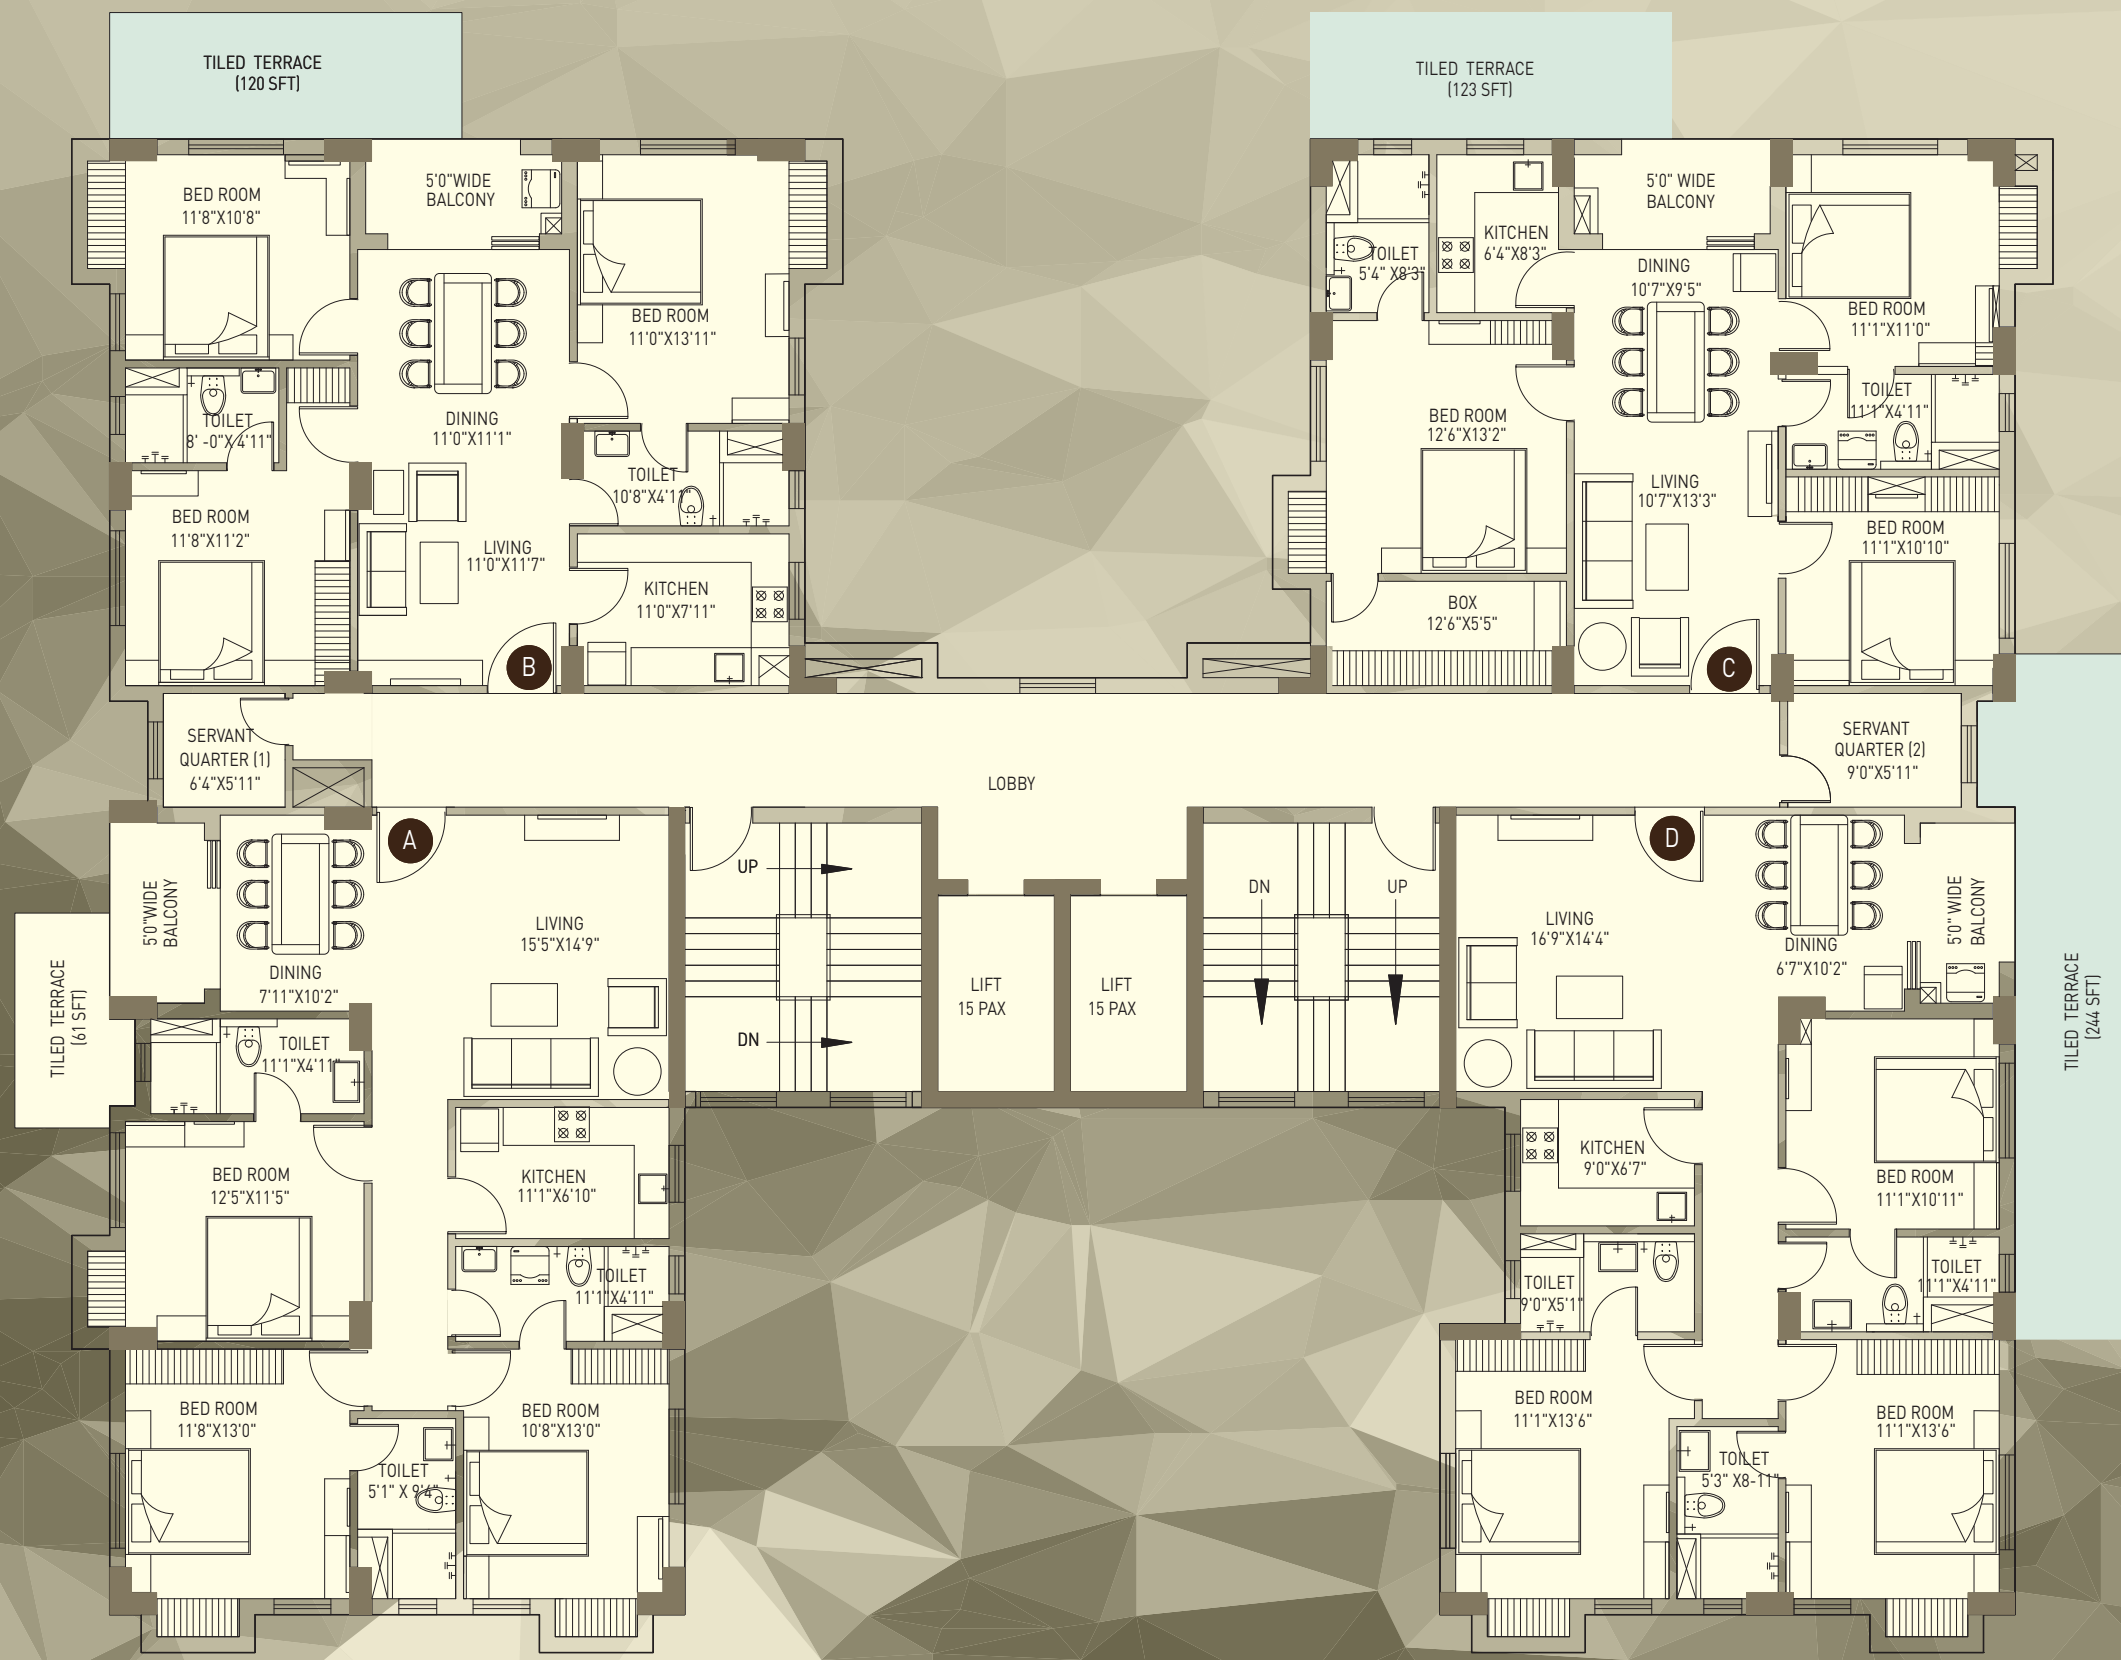 TILED TERRACE
(120 SFT)
BED ROOM
11'8"X10'8"
5'0"WIDE
BALCONY
BED ROOM
11'0"X13'11"
DINING
11'0"X11'1"
TOILET
8' -0"X 4'11"
TOILET
10'8"X4'11"
BED ROOM
11'8"X11'2"
LIVING
11'0"X11'7"
KITCHEN
11'0"X7'11"
B
TILED TERRACE
(123 SFT)
TOILET
5'4" X8'3"
KITCHEN
6'4"X8'3"
5'0" WIDE
BALCONY
DINING
10'7"X9'5"
BED ROOM
11'1"X11'0"
BED ROOM
12'6"X13'2"
TOILET
11'1"X4'11"
LIVING
10'7"X13'3"
BED ROOM
11'1"X10'10"
BOX
12'6"X5'5"
C
SERVANT
QUARTER (1)
6'4"X5'11"
LOBBY
SERVANT
QUARTER (2)
9'0"X5'11"
A
5'0"WIDE
BALCONY
TILED TERRACE
(61 SFT)
DINING
7'11"X10'2"
LIVING
15'5"X14'9"
UP
DN
LIFT
15 PAX
LIFT
15 PAX
DN
UP
TOILET
11'1"X4'11"
BED ROOM
12'5"X11'5"
KITCHEN
11'1"X6'10"
TOILET
11'1"X4'11"
BED ROOM
11'8"X13'0"
BED ROOM
10'8"X13'0"
TOILET
5'1" X 9'4"
D
LIVING
16'9"X14'4"
DINING
6'7"X10'2"
5'0" WIDE
BALCONY
TILED TERRACE
(244 SFT)
KITCHEN
9'0"X6'7"
BED ROOM
11'1"X10'11"
TOILET
9'0"X5'1"
TOILET
11'1"X4'11"
BED ROOM
11'1"X13'6"
BED ROOM
11'1"X13'6"
TOILET
5'3" X8-11"